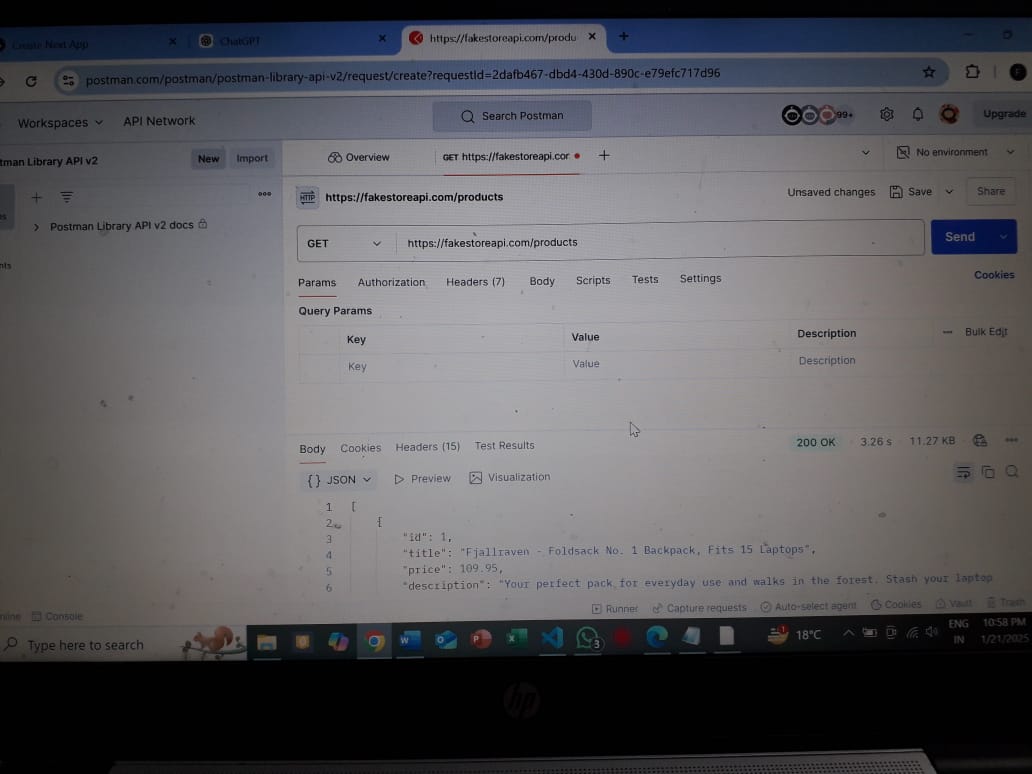 Create Next App ChatGPT https://fakestoreapi.com/produ
postman.com/postman/postman-library-api-v2/request/create?requestId=2dafb467-dbd4-430d-890c-e79efc717d96
Workspaces API Network Search Postman 99+ Upgrade
tman Library API v2 New Import Overview GET https://fakestoreapi.cor No environment
HTTP https://fakestoreapi.com/products Unsaved changes Save Share
Postman Library API v2 docs
GET https://fakestoreapi.com/products Send
nts
Params Authorization Headers (7) Body Scripts Tests Settings Cookies
Query Params
Key Value Description Bulk Edit
Key Value Description
Body Cookies Headers (15) Test Results 200 OK 3.26 s 11.27 KB
{} JSON Preview Visualization
1 [
2 {
3 "id": 1,
4 "title": "Fjallraven - Foldsack No. 1 Backpack, Fits 15 Laptops",
5 "price": 109.95,
6 "description": "Your perfect pack for everyday use and walks in the forest. Stash your laptop
nline Console Runner Capture requests Auto-select agent Cookies Vault Trash
Type here to search 3 1 18°C ENG 10:58 PM
IN 1/21/2025
hp